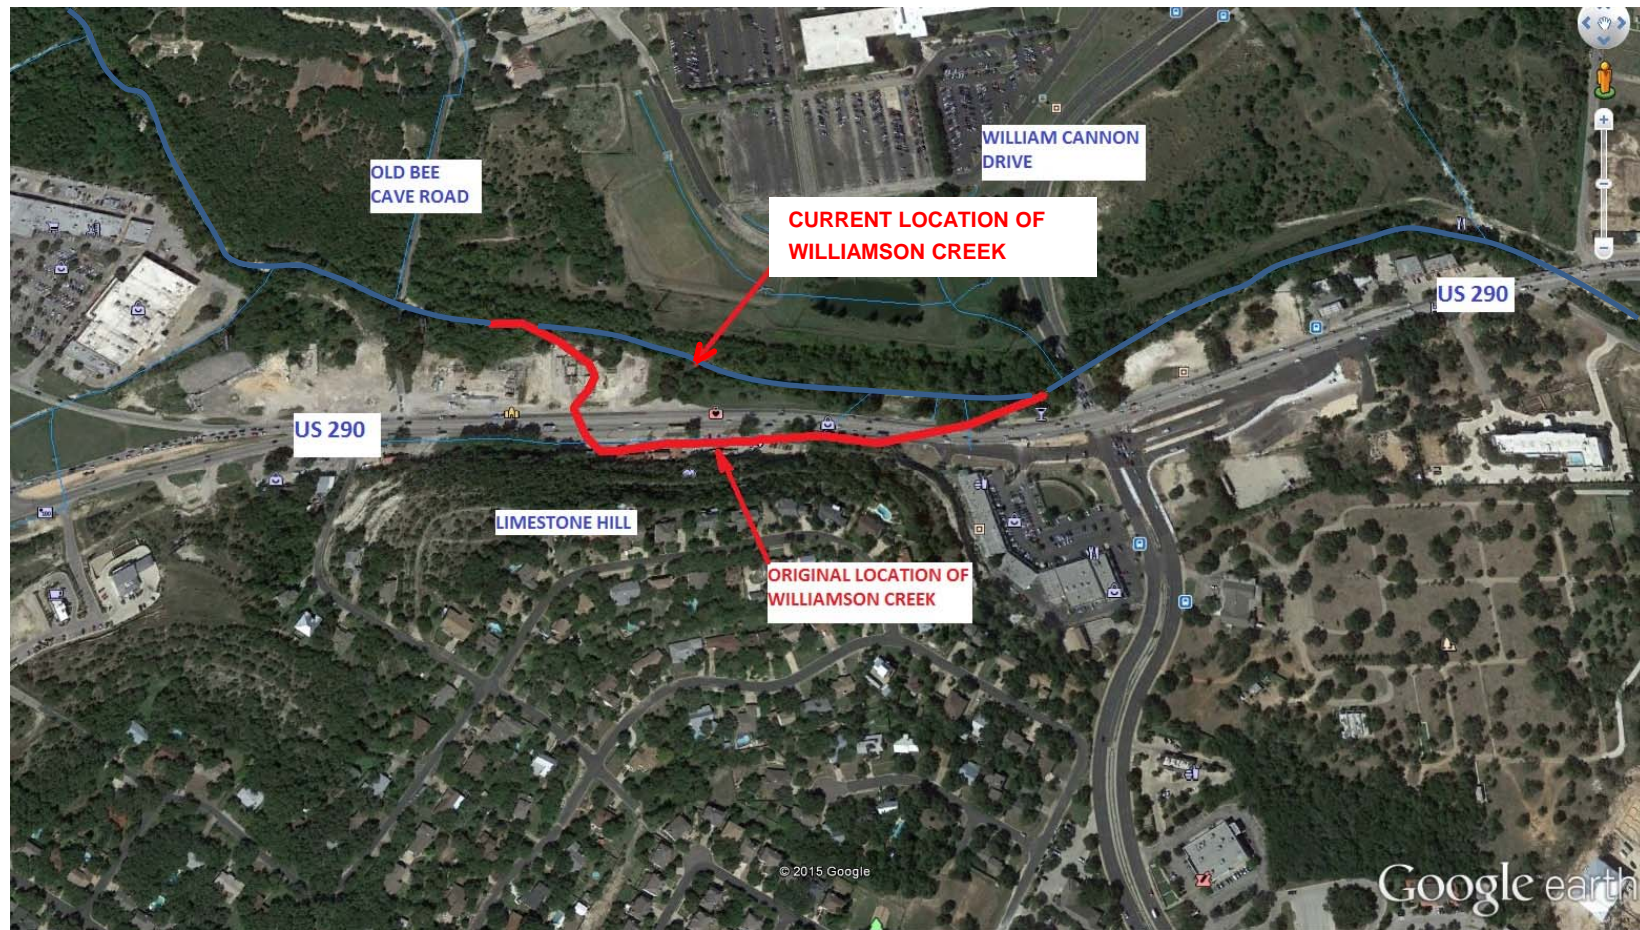 WILLIAM CANNON
DRIVE
OLD BEE
CAVE ROAD
CURRENT LOCATION OF
WILLIAMSON CREEK
US 290
US 290
LIMESTONE HILL
ORIGINAL LOCATION OF
WILLIAMSON CREEK
© 2015 Google
Google earth